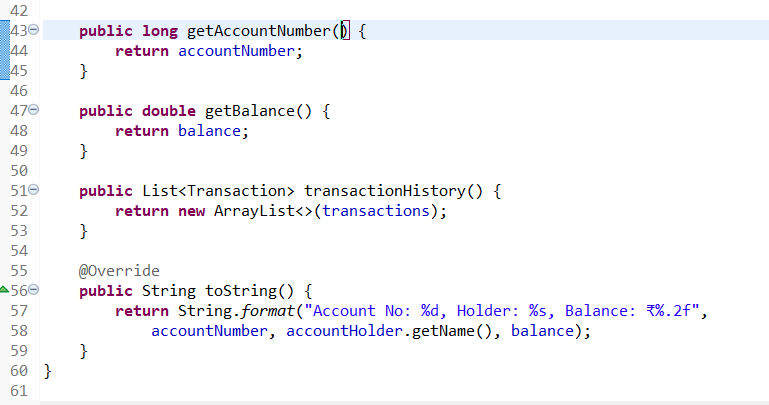 42
43 public long getAccountNumber() {
44 return accountNumber;
45 }
46
47 public double getBalance() {
48 return balance;
49 }
50
51 public List<Transaction> transactionHistory() {
52 return new ArrayList<>(transactions);
53 }
54
55 @Override
56 public String toString() {
57 return String.format("Account No: %d, Holder: %s, Balance: ₹%.2f",
58 accountNumber, accountHolder.getName(), balance);
59 }
60 }
61